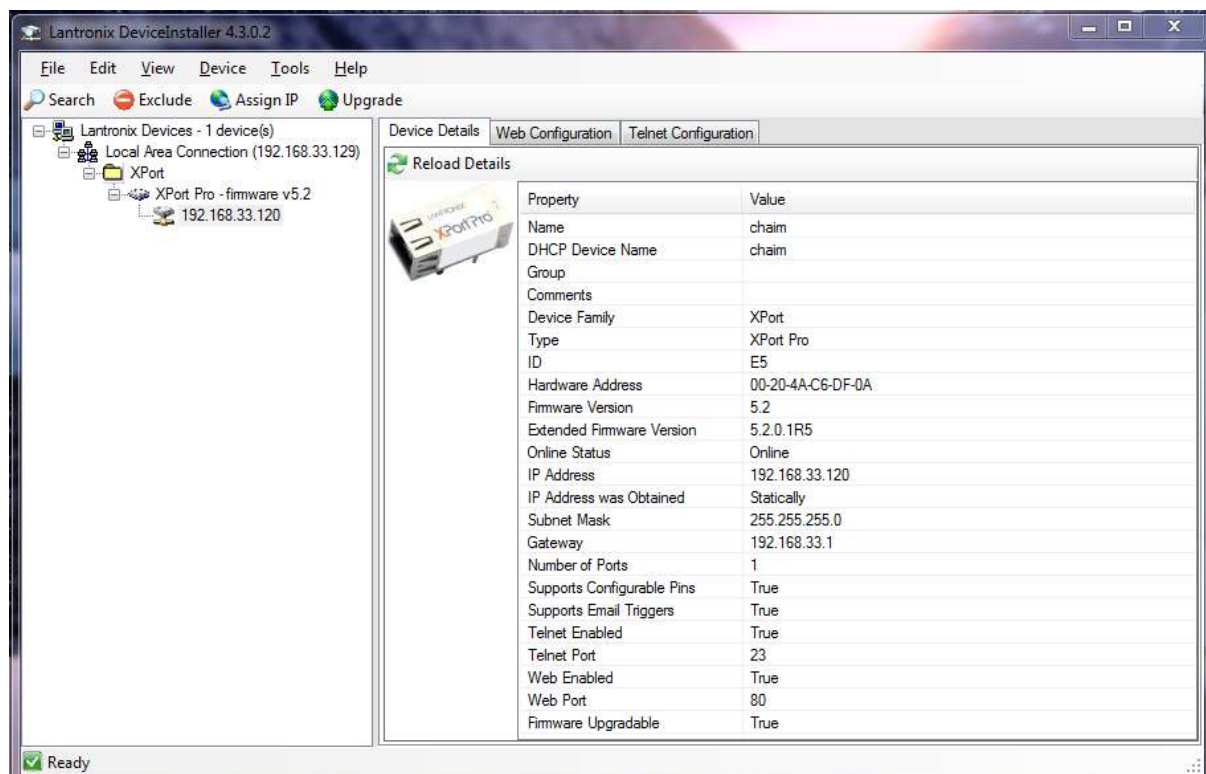 Lantronix DeviceInstaller 4.3.0.2
File Edit View Device Tools Help
Search Exclude Assign IP Upgrade
Lantronix Devices - 1 device(s)
Local Area Connection (192.168.33.129)
XPort
XPort Pro - firmware v5.2
192.168.33.120
Device Details Web Configuration Telnet Configuration
Reload Details
LANTRONIX
XPort Pro
Property Value
Name chaim
DHCP Device Name chaim
Group
Comments
Device Family XPort
Type XPort Pro
ID E5
Hardware Address 00-20-4A-C6-DF-0A
Firmware Version 5.2
Extended Firmware Version 5.2.0.1R5
Online Status Online
IP Address 192.168.33.120
IP Address was Obtained Statically
Subnet Mask 255.255.255.0
Gateway 192.168.33.1
Number of Ports 1
Supports Configurable Pins True
Supports Email Triggers True
Telnet Enabled True
Telnet Port 23
Web Enabled True
Web Port 80
Firmware Upgradable True
Ready